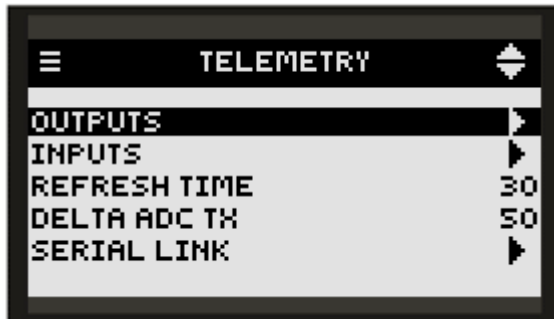 TELEMETRY
OUTPUTS
INPUTS
REFRESH TIME 30
DELTA ADC TX 50
SERIAL LINK